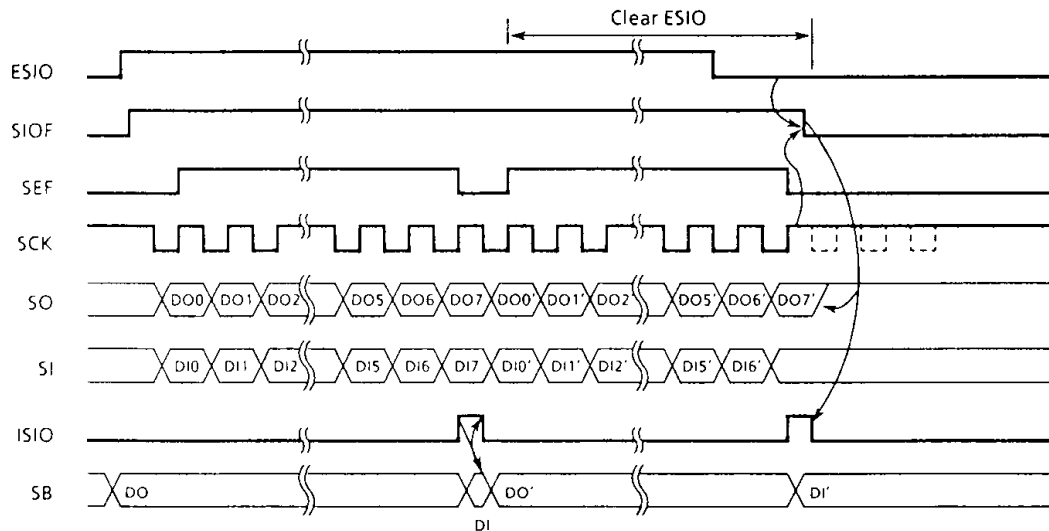 Clear ESIO
ESIO
SIOF
SEF
SCK
SO DO0 DO1 DO2 DO5 DO6 DO7 DO0' DO1' DO2' DO5' DO6' DO7'
SI DI0 DI1 DI2 DI5 DI6 DI7 DI0' DI1' DI2' DI5' DI6'
ISIO
SB DO DO' DI'
DI